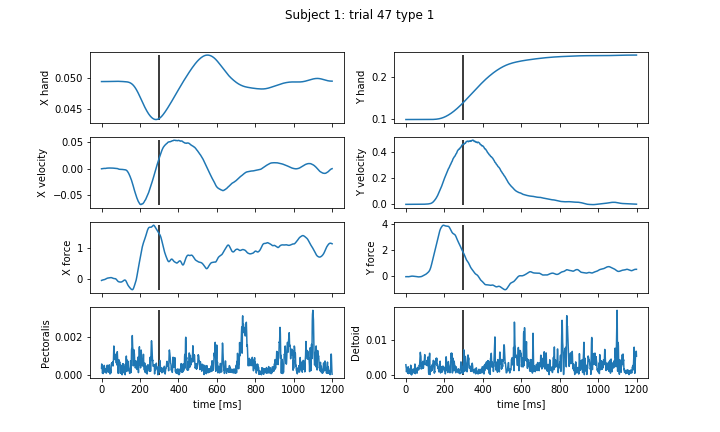 Subject 1: trial 47 type 1
X hand
0.050
0.045
Y hand
0.2
0.1
X velocity
0.05
0.00
−0.05
Y velocity
0.4
0.2
0.0
X force
1
0
Y force
4
2
0
Pectoralis
0.002
0.000
0 200 400 600 800 1000 1200
time [ms]
Deltoid
0.01
0.00
0 200 400 600 800 1000 1200
time [ms]